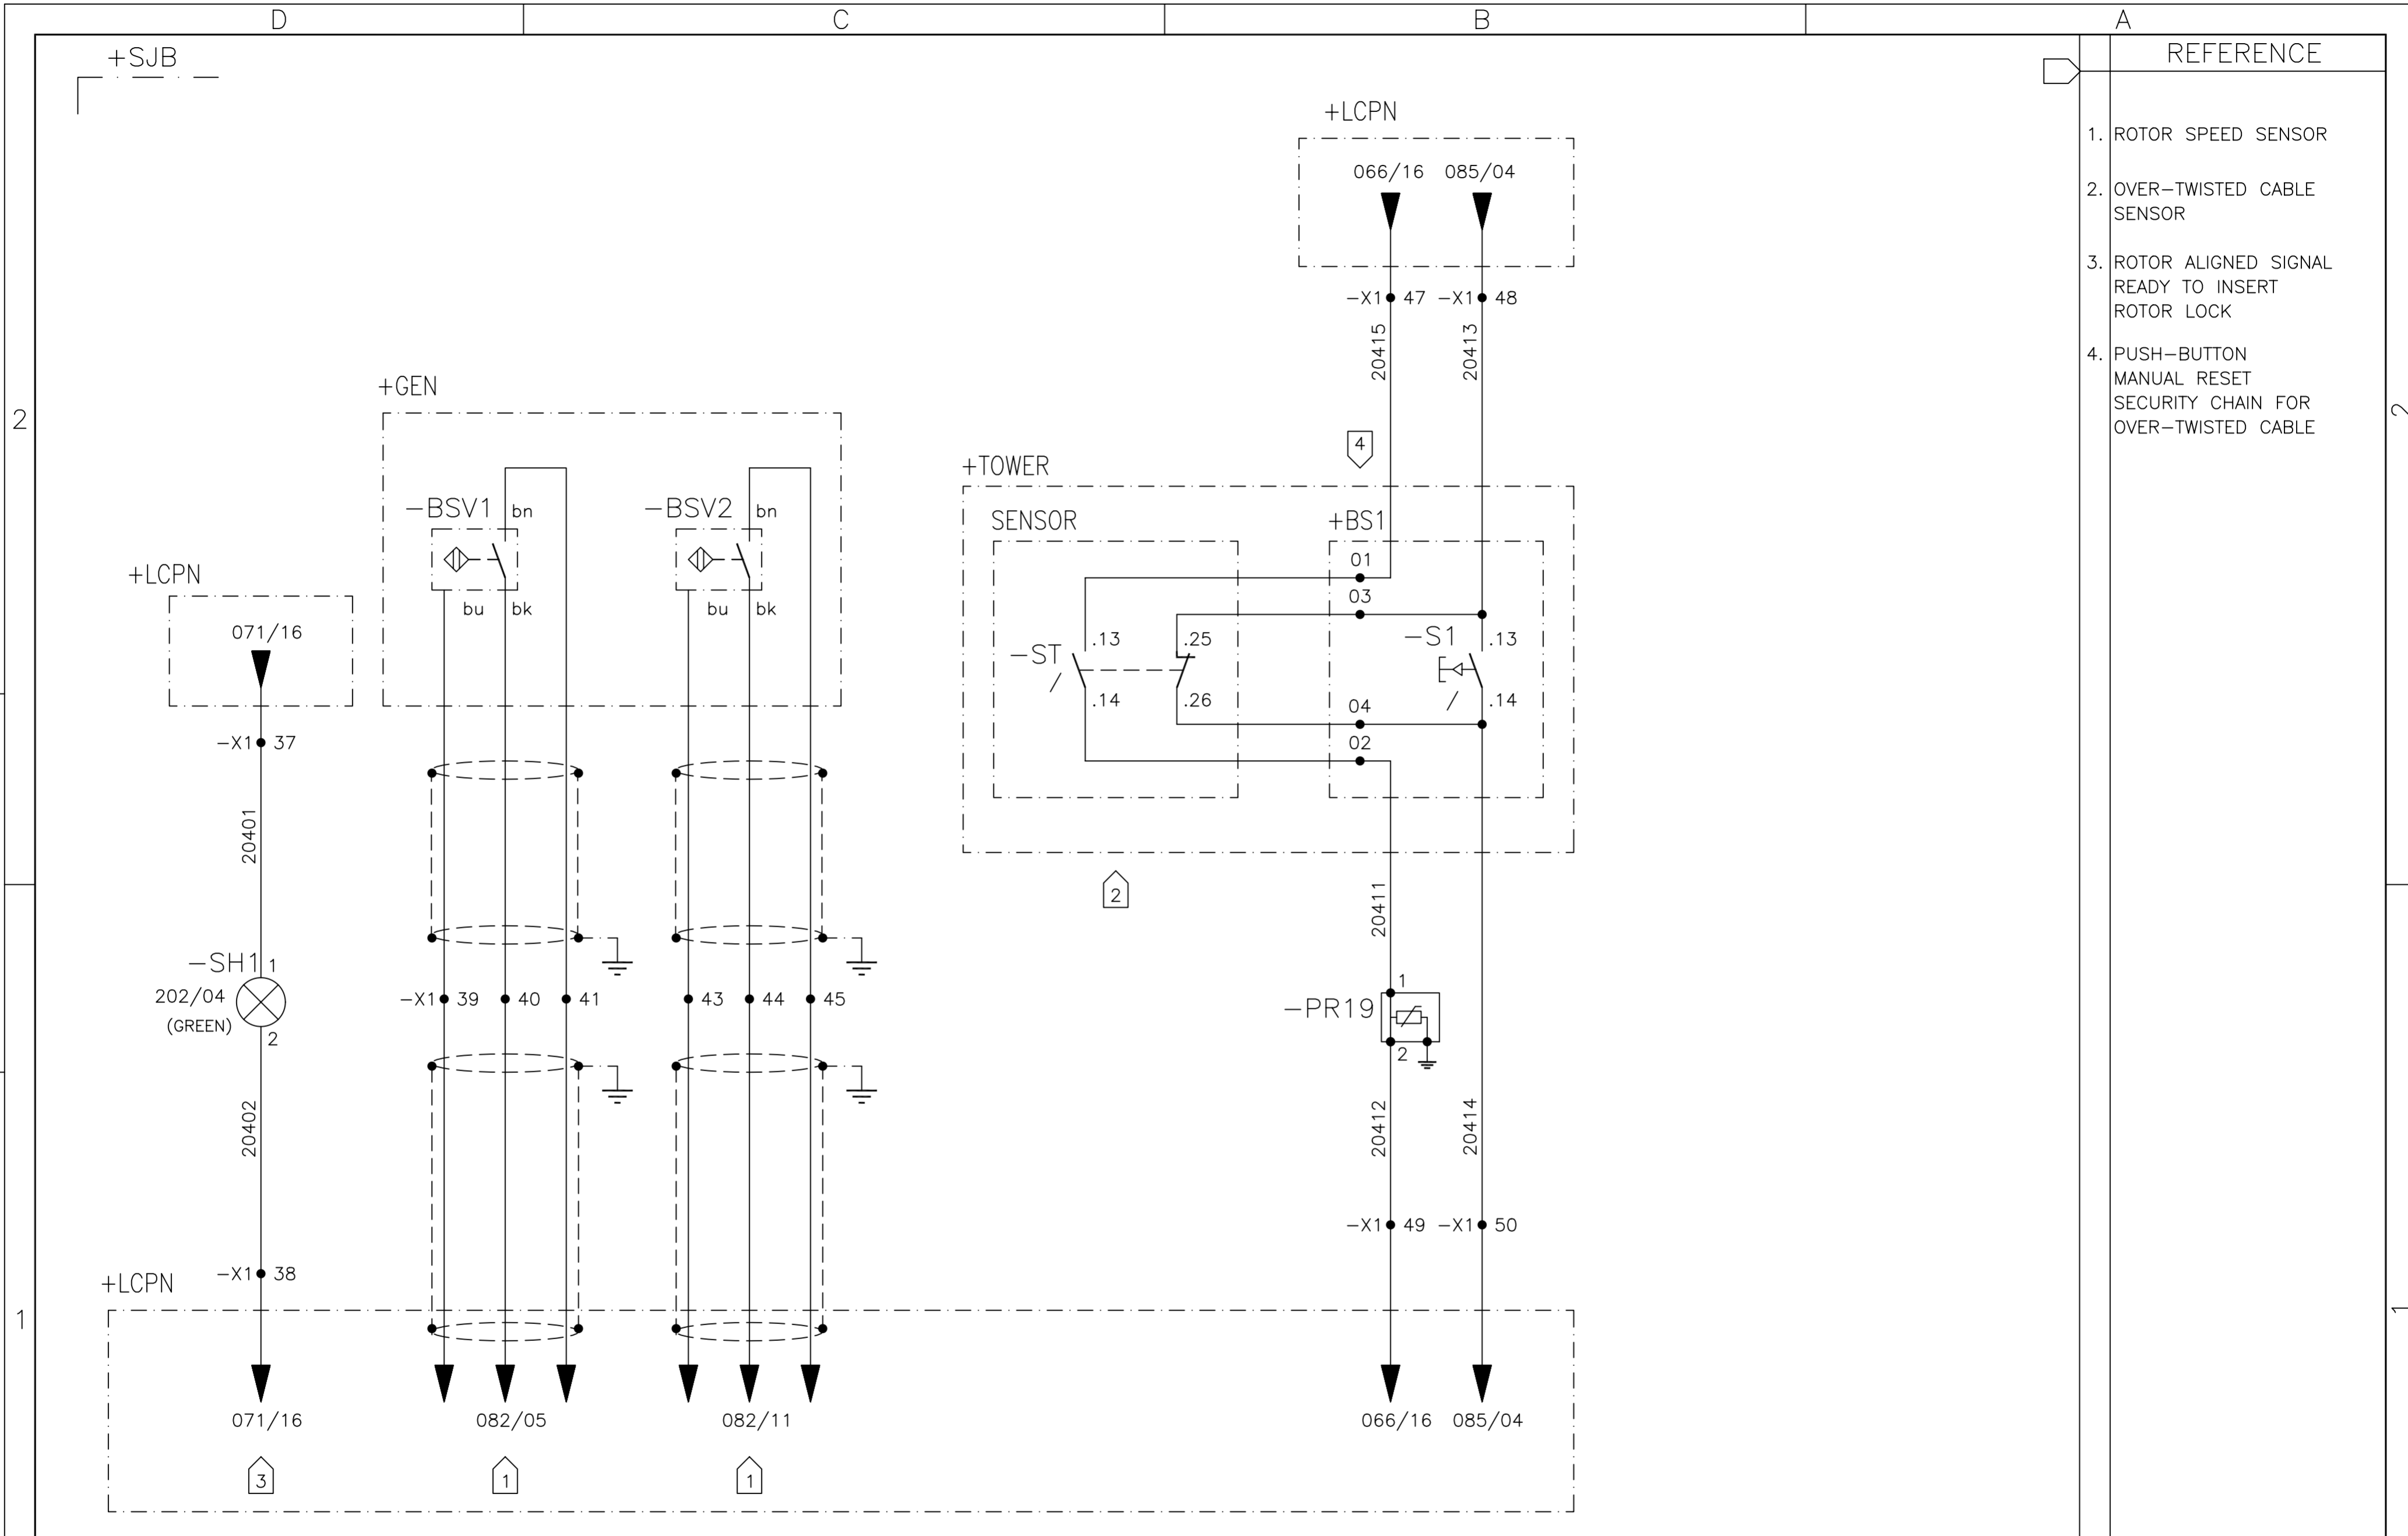 D
C
B
A
+SJB
REFERENCE
1. ROTOR SPEED SENSOR
2. OVER-TWISTED CABLE
SENSOR
3. ROTOR ALIGNED SIGNAL
READY TO INSERT
ROTOR LOCK
4. PUSH-BUTTON
MANUAL RESET
SECURITY CHAIN FOR
OVER-TWISTED CABLE
+LCPN
066/16 085/04
-X1 47 -X1 48
20415
20413
2
2
+GEN
4
+TOWER
-BSV1 bn
-BSV2 bn
bu bk
bu bk
SENSOR
+BS1
01
03
-ST
/
.13
.14
.25
.26
-S1
/
.13
.14
04
02
+LCPN
071/16
-X1 37
20401
2
20411
-SH1 1
202/04
(GREEN)
2
-X1 39 40 41
43 44 45
1
-PR19
2
20402
20412
20414
-X1 49 -X1 50
-X1 38
+LCPN
1
1
071/16
082/05
082/11
066/16 085/04
3
1
1